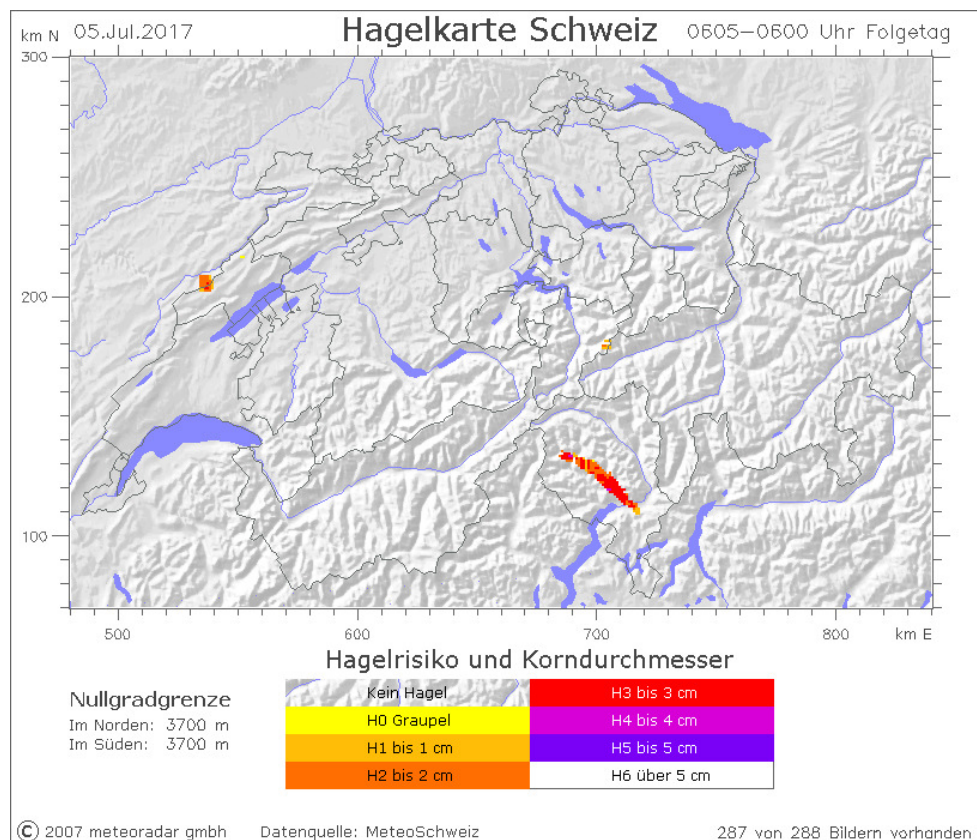 km N 05.Jul.2017 Hagelkarte Schweiz 0605-0600 Uhr Folgetag
300
200
100
500 600 700 800 km E
Hagelrisiko und Korndurchmesser
Nullgradgrenze
Im Norden: 3700 m
Im Süden: 3700 m
Kein Hagel
H0 Graupel
H1 bis 1 cm
H2 bis 2 cm
H3 bis 3 cm
H4 bis 4 cm
H5 bis 5 cm
H6 über 5 cm
© 2007 meteoradar gmbh Datenquelle: MeteoSchweiz 287 von 288 Bildern vorhanden